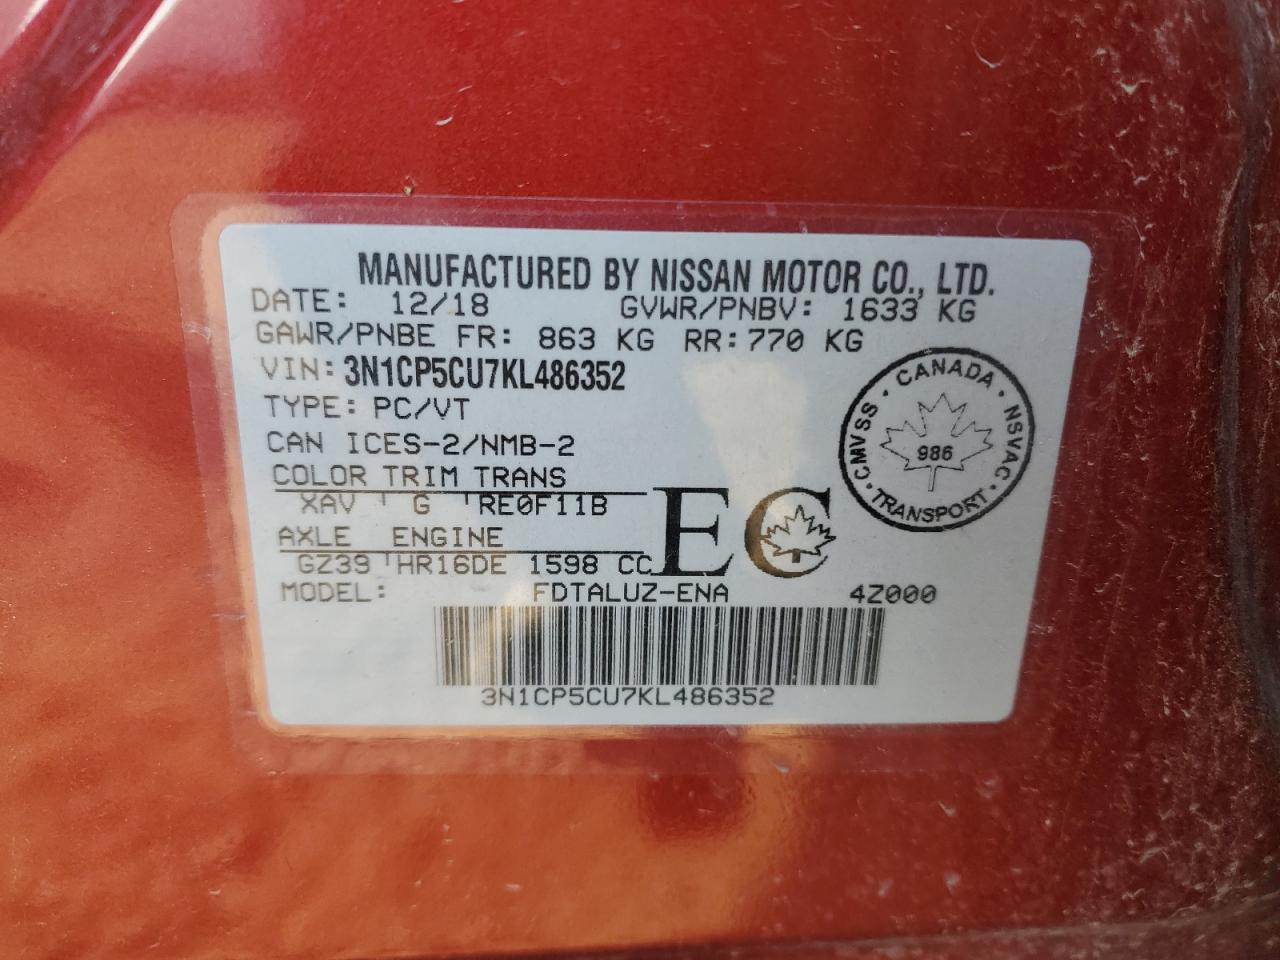 MANUFACTURED BY NISSAN MOTOR CO., LTD.
DATE: 12/18 GVWR/PNBV: 1633 KG
GAWR/PNBE FR: 863 KG RR: 770 KG
VIN: 3N1CP5CU7KL486352
TYPE: PC/VT
CAN ICES-2/NMB-2
COLOR TRIM TRANS
XAV G RE0F11B
AXLE ENGINE
GZ39 HR16DE 1598 CC
MODEL: FDTALUZ-ENA 4Z000
3N1CP5CU7KL486352
EC
CMVSS · CANADA · NSVAC · TRANSPORT ·
986